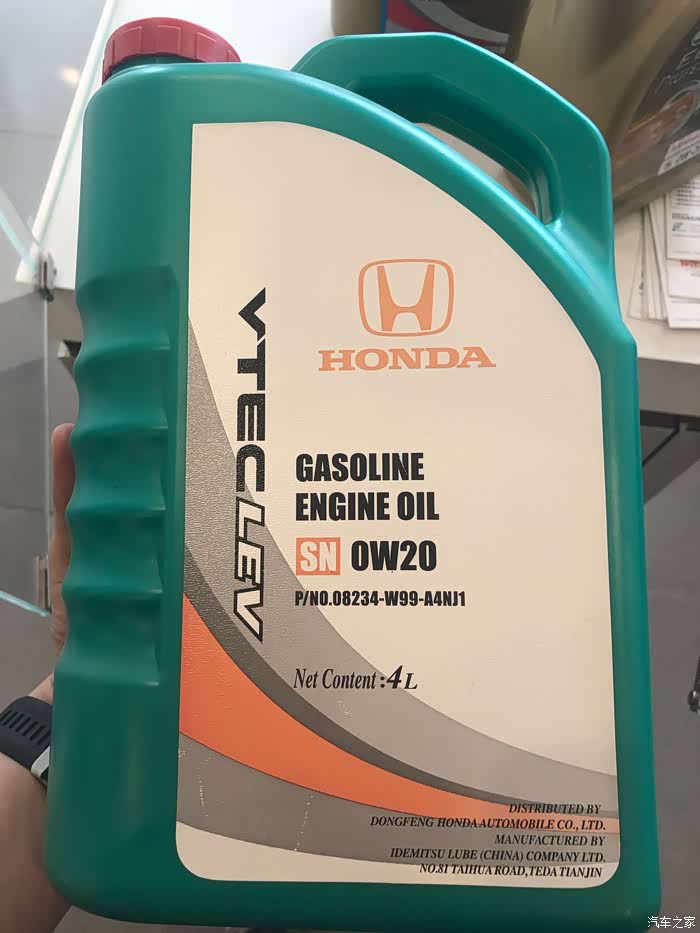 HONDA
VTEC LEV
GASOLINE
ENGINE OIL
SN 0W20
P/NO.08234-W99-A4NJ1
Net Content:4L
DISTRIBUTED BY
DONGFENG HONDA AUTOMOBILE CO., LTD.
MANUFACTURED BY
IDEMITSU LUBE (CHINA) COMPANY LTD.
NO.81 TAIHUA ROAD, TEDA TIANJIN
汽车之家